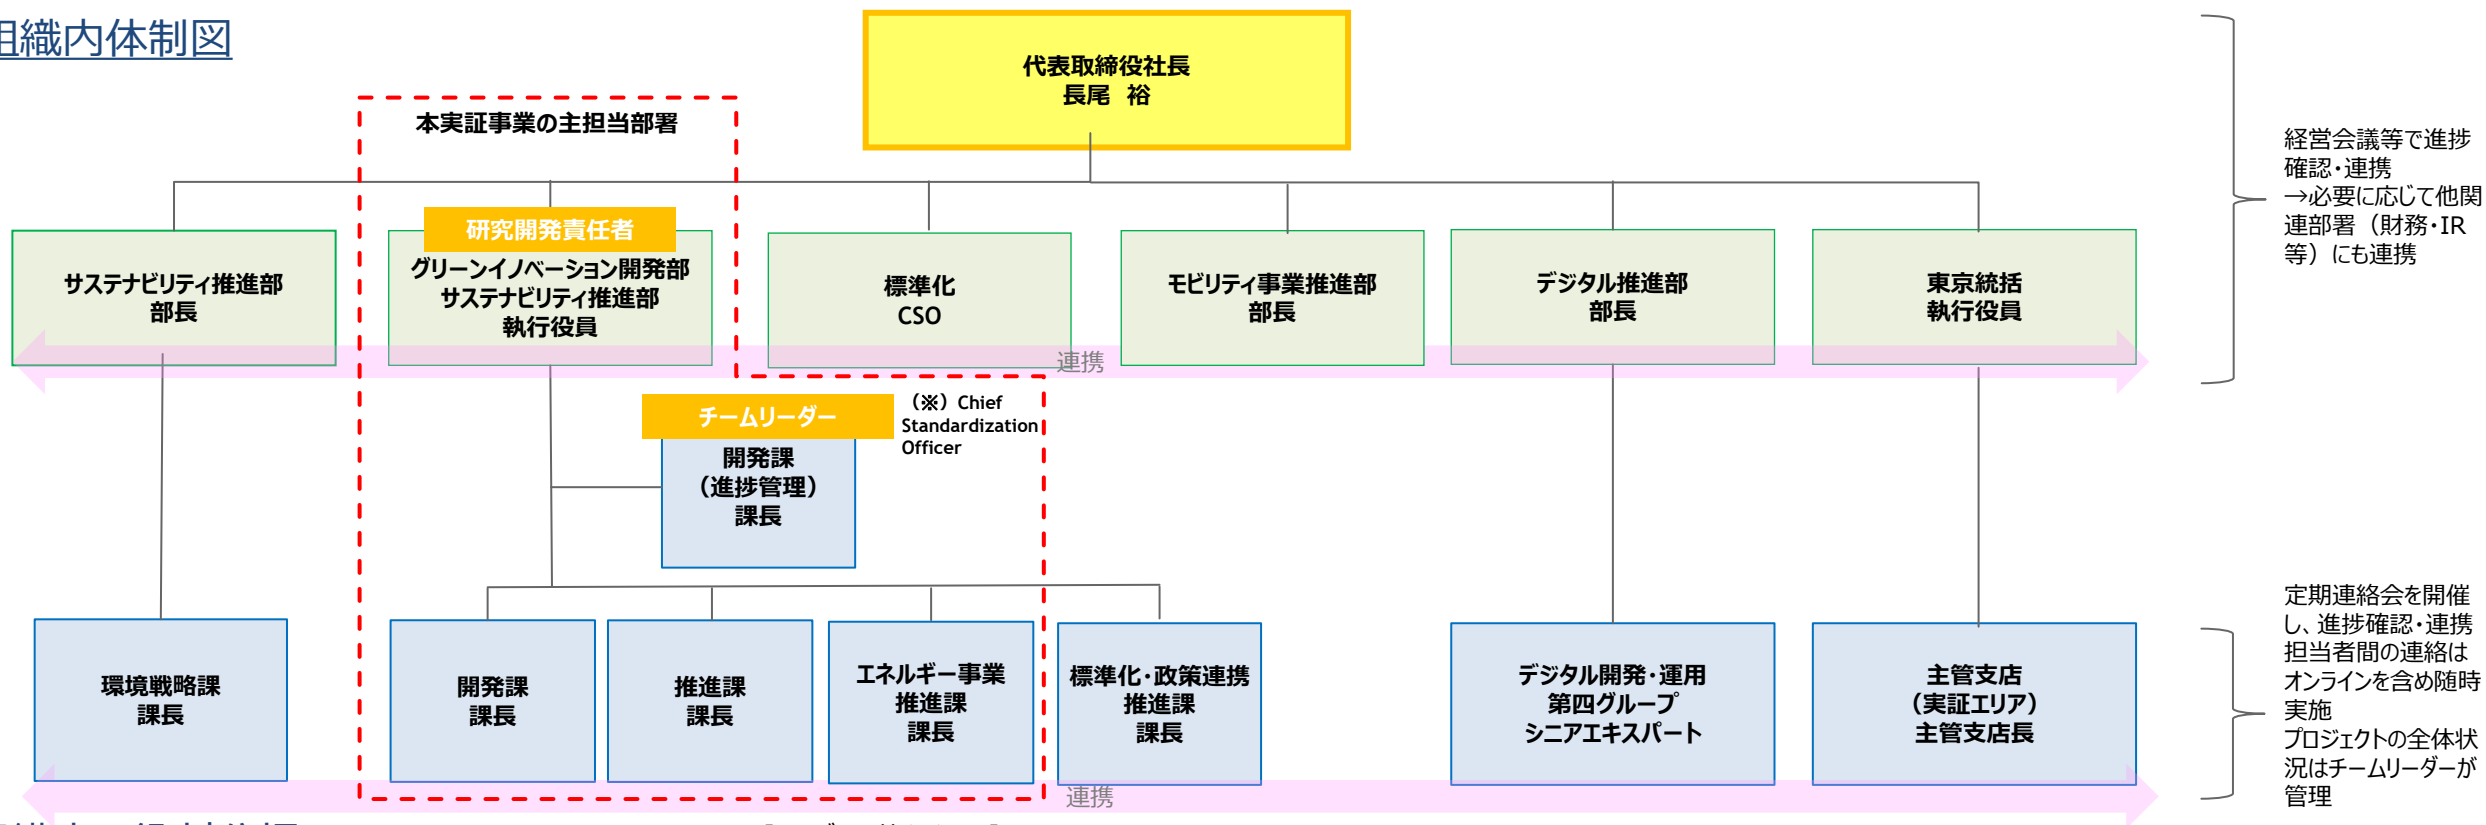 組織内体制図
代表取締役社長
長尾 裕
本実証事業の主担当部署
経営会議等で進捗
確認・連携
→必要に応じて他関
連部署（財務・IR
等）にも連携
サステナビリティ推進部
部長
研究開発責任者
グリーンイノベーション開発部
サステナビリティ推進部
執行役員
標準化
CSO
モビリティ事業推進部
部長
デジタル推進部
部長
東京統括
執行役員
連携
チームリーダー
（※）Chief
Standardization
Officer
開発課
（進捗管理）
課長
環境戦略課
課長
開発課
課長
推進課
課長
エネルギー事業
推進課
課長
標準化・政策連携
推進課
課長
デジタル開発・運用
第四グループ
シニアエキスパート
主管支店
（実証エリア）
主管支店長
定期連絡会を開催
し、進捗確認・連携
担当者間の連絡は
オンラインを含め随時
実施
プロジェクトの全体状
況はチームリーダーが
管理
連携